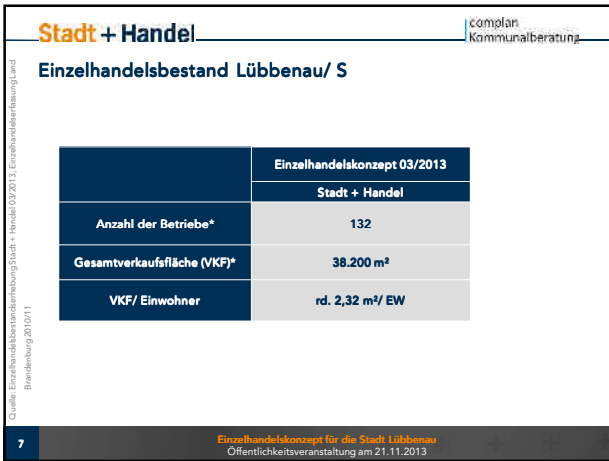 Stadt + Handel
complan
Kommunalberatung
Einzelhandelsbestand Lübbenau/ S
Einzelhandelskonzept 03/2013
Stadt + Handel
Anzahl der Betriebe*
132
Gesamtverkaufsfläche (VKF)*
38.200 m²
VKF/ Einwohner
rd. 2,32 m²/ EW
Quelle: Einzelhandelsbestandserhebung Stadt + Handel 03/2013, Einzelhandelserfassung Land
Brandenburg 2010/11
7
Einzelhandelskonzept für die Stadt Lübbenau
Öffentlichkeitsveranstaltung am 21.11.2013